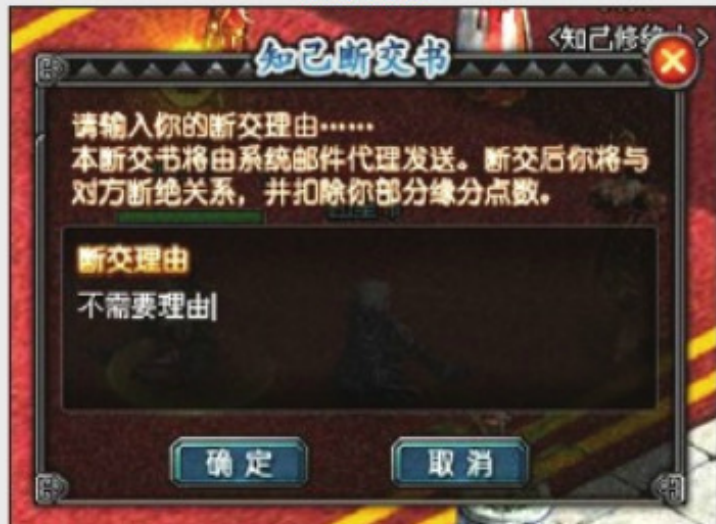 <知己修炼
知己断交书
请输入你的断交理由……
本断交书将由系统邮件代理发送。断交后你将与
对方断绝关系，并扣除你部分缘分点数。
断交理由
不需要理由
确定
取消